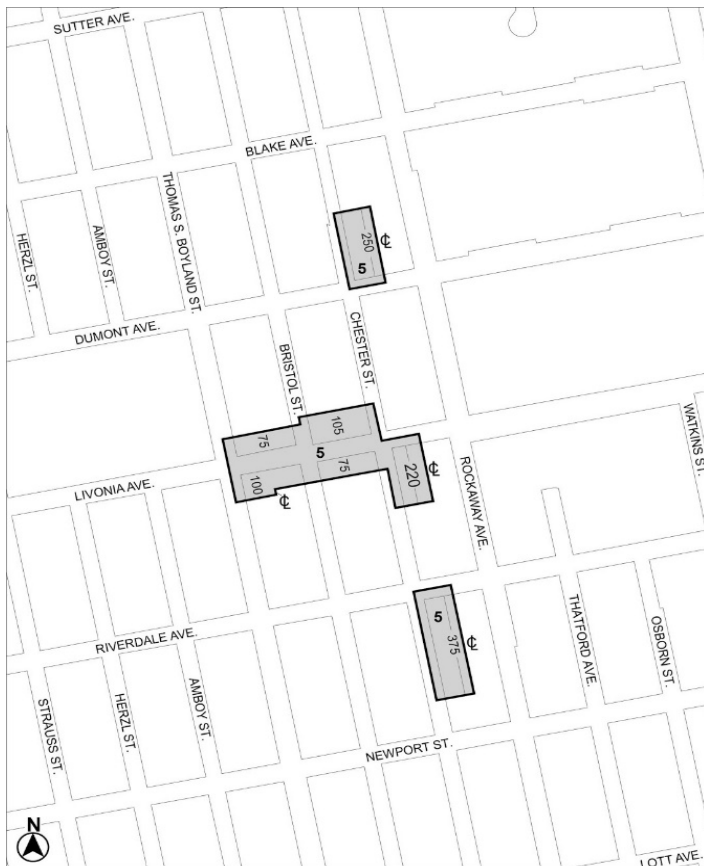 SUTTER AVE.
BLAKE AVE.
THOMAS S. BOYLAND ST.
AMBOY ST.
HERZL ST.
250
℄
5
DUMONT AVE.
BRISTOL ST.
CHESTER ST.
75
105
5
75
100
℄
220
℄
WATKINS ST.
LIVONIA AVE.
ROCKAWAY AVE.
RIVERDALE AVE.
5
375
℄
THATFORD AVE.
OSBORN ST.
STRAUSS ST.
HERZL ST.
AMBOY ST.
NEWPORT ST.
N
LOTT AVE.